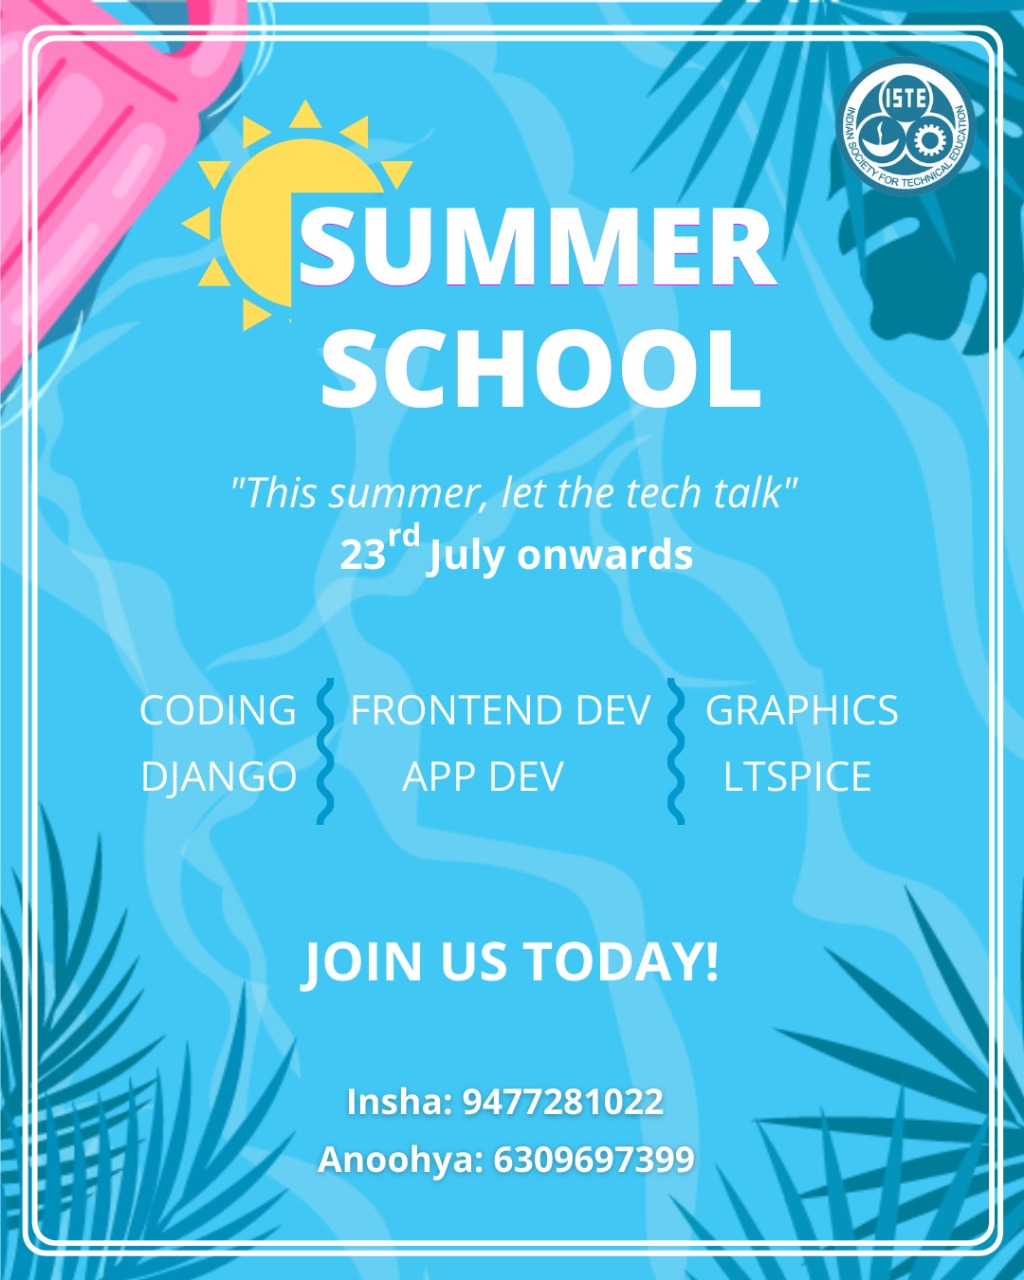 ISTE
INDIAN SOCIETY FOR TECHNICAL EDUCATION
SUMMER
SCHOOL
"This summer, let the tech talk"
23rd July onwards
CODING FRONTEND DEV GRAPHICS
DJANGO APP DEV LTSPICE
JOIN US TODAY!
Insha: 9477281022
Anoohya: 6309697399